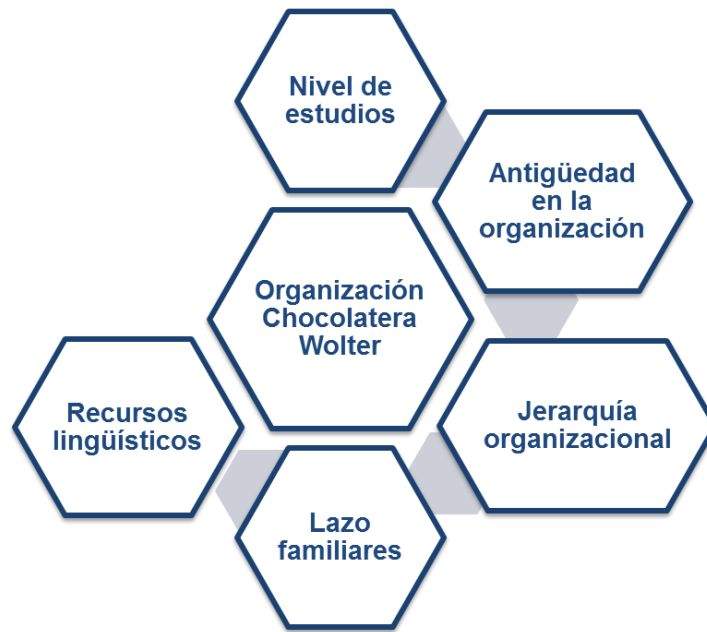 Nivel de
estudios
Antigüedad
en la
organización
Organización
Chocolatera
Wolter
Jerarquía
organizacional
Lazo
familiares
Recursos
lingüísticos